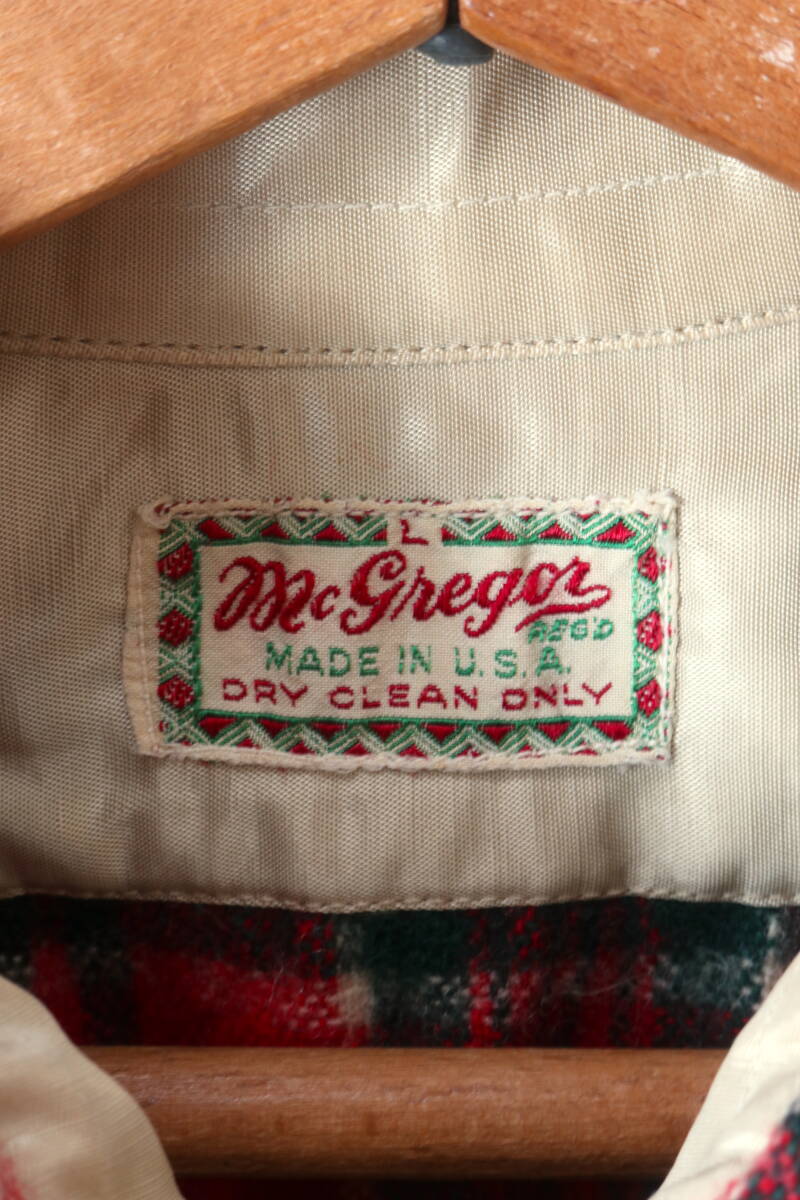 L
McGregor
REG'D
MADE IN U.S.A.
DRY CLEAN ONLY